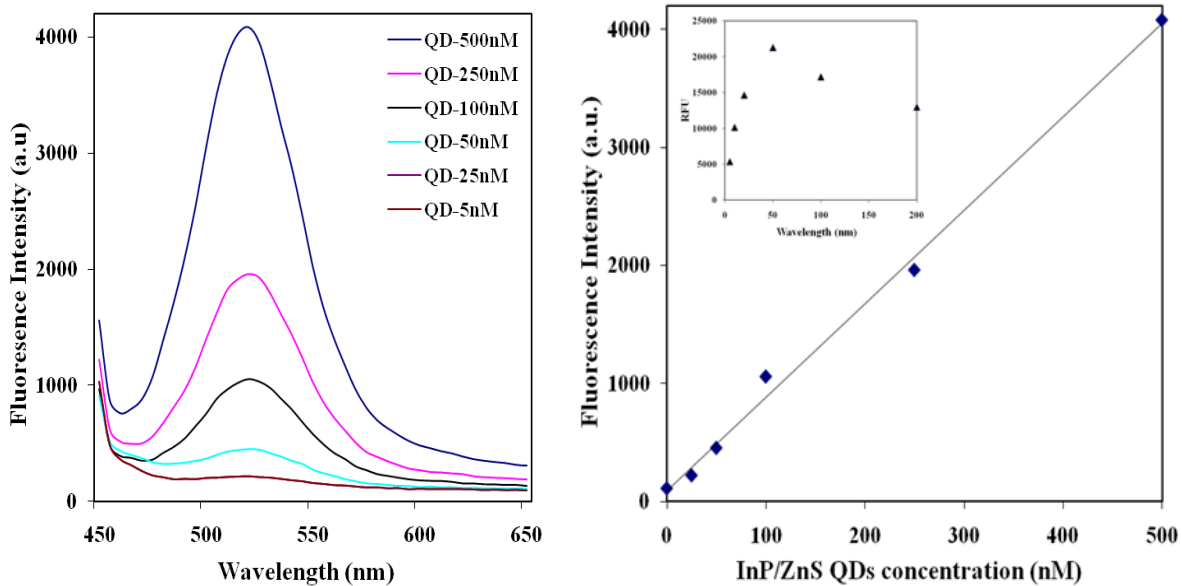 Fluoresence Intensity (a.u)
4000
3000
2000
1000
0
450
500
550
600
650
Wavelength (nm)
QD-500nM
QD-250nM
QD-100nM
QD-50nM
QD-25nM
QD-5nM
Fluorescence Intensity (a.u.)
4000
3000
2000
1000
0
0
100
200
300
400
500
InP/ZnS QDs concentration (nM)
RFU
25000
20000
15000
10000
5000
0
0
50
100
150
200
Wavelength (nm)